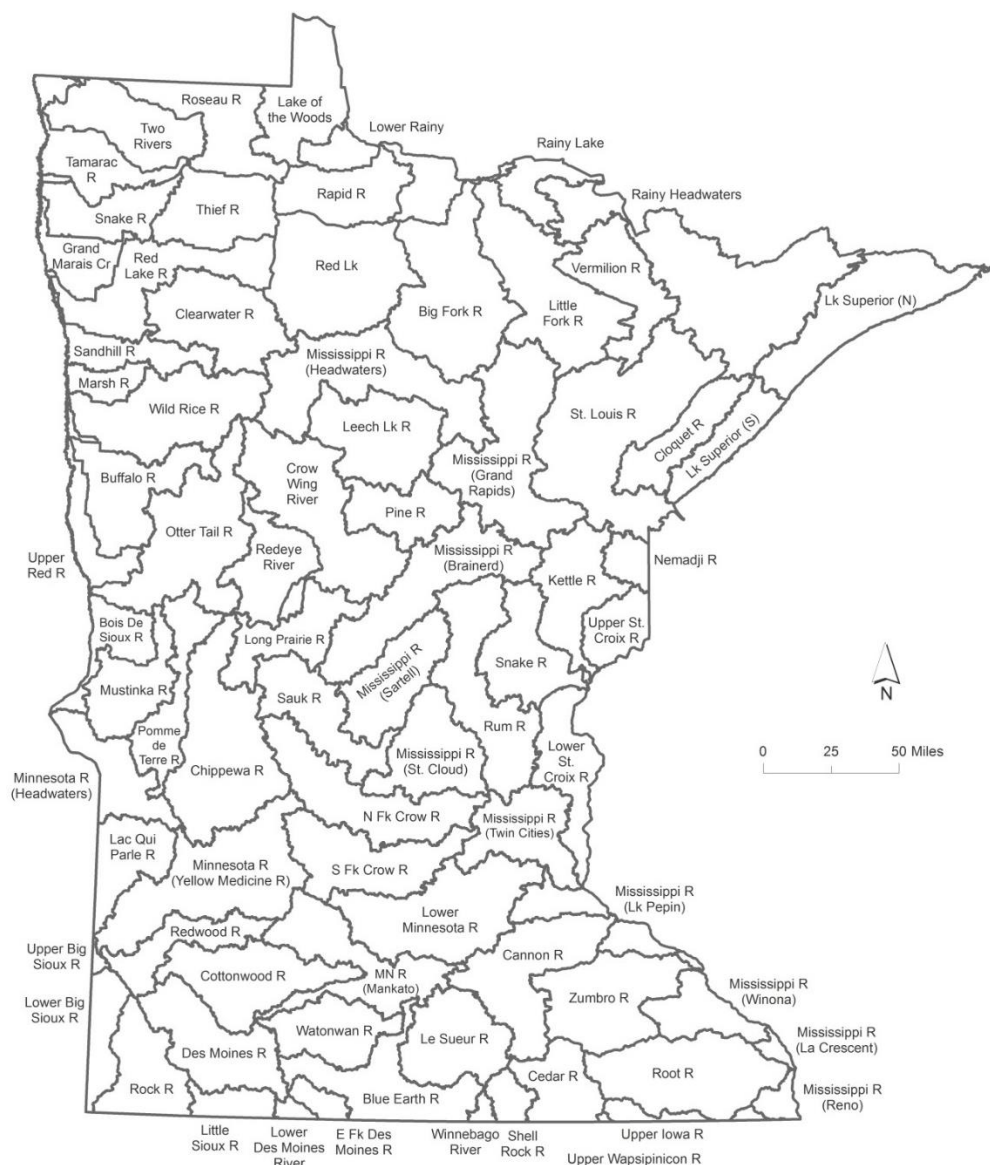 Roseau R
Lake of
the Woods
Two
Rivers
Lower Rainy
Rainy Lake
Tamarac
R
Rapid R
Rainy Headwaters
Snake R
Thief R
Grand
Marais Cr
Red
Lake R
Red Lk
Vermilion R
Big Fork R
Little
Fork R
Lk Superior (N)
Clearwater R
Sandhill R
Mississippi R
(Headwaters)
Marsh R
Wild Rice R
Leech Lk R
St. Louis R
Cloquet R
Lk Superior (S)
Buffalo R
Crow
Wing
River
Mississippi R
(Grand
Rapids)
Pine R
Otter Tail R
Upper
Red R
Redeye
River
Mississippi R
(Brainerd)
Kettle R
Nemadji R
Bois De
Sioux R
Long Prairie R
Upper St.
Croix R
Mustinka R
Sauk R
Mississippi R
(Sartell)
Snake R
N
Pomme
de
Terre R
Chippewa R
Mississippi R
(St. Cloud)
Rum R
Lower
St.
Croix R
0 25 50 Miles
Minnesota R
(Headwaters)
N Fk Crow R
Mississippi R
(Twin Cities)
Lac Qui
Parle R
Minnesota R
(Yellow Medicine R)
S Fk Crow R
Mississippi R
(Lk Pepin)
Redwood R
Lower
Minnesota R
Cannon R
Upper Big
Sioux R
Cottonwood R
MN R
(Mankato)
Zumbro R
Mississippi R
(Winona)
Lower Big
Sioux R
Watonwan R
Le Sueur R
Mississippi R
(La Crescent)
Des Moines R
Rock R
Blue Earth R
Cedar R
Root R
Mississippi R
(Reno)
Little
Sioux R
Lower
Des Moines
River
E Fk Des
Moines R
Winnebago
River
Shell
Rock R
Upper Iowa R
Upper Wapsipinicon R